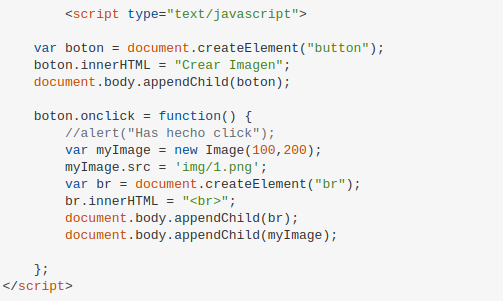 <script type="text/javascript">
var boton = document.createElement("button");
boton.innerHTML = "Crear Imagen";
document.body.appendChild(boton);
boton.onclick = function() {
//alert("Has hecho click");
var myImage = new Image(100,200);
myImage.src = 'img/1.png';
var br = document.createElement("br");
br.innerHTML = "<br>";
document.body.appendChild(br);
document.body.appendChild(myImage);
};
</script>